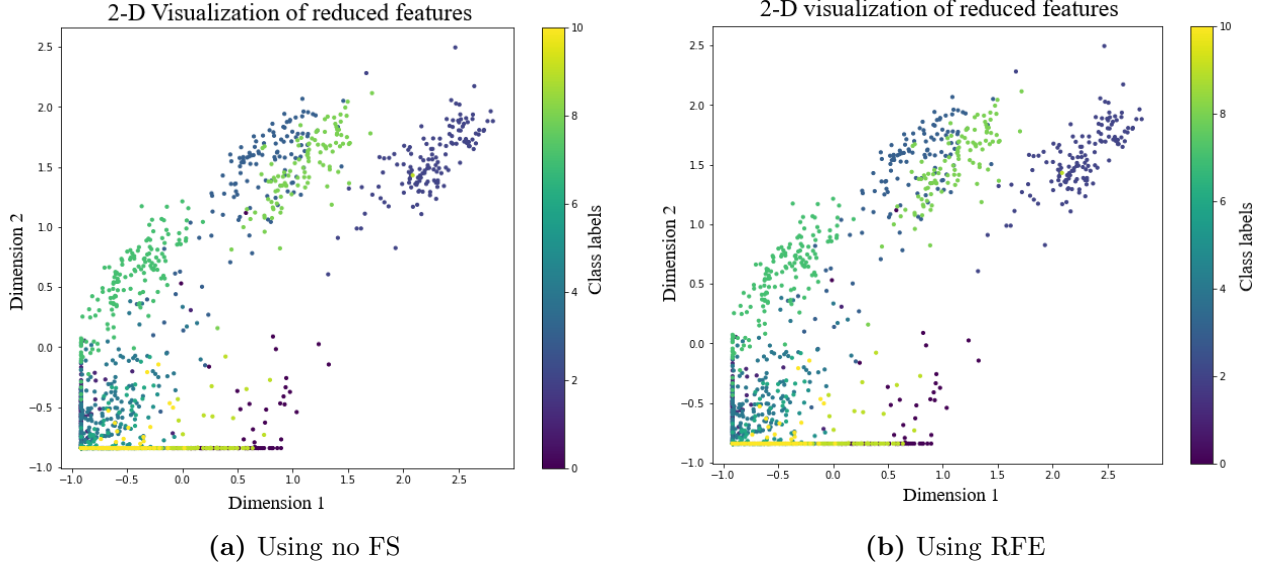 2-D Visualization of reduced features
2.5
2.0
1.5
1.0
0.5
0.0
−0.5
−1.0
Dimension 2
−1.0 −0.5 0.0 0.5 1.0 1.5 2.0 2.5
Dimension 1
10
8
6
4
2
0
Class labels
(a) Using no FS
2-D visualization of reduced features
2.5
2.0
1.5
1.0
0.5
0.0
−0.5
−1.0
Dimension 2
−1.0 −0.5 0.0 0.5 1.0 1.5 2.0 2.5
Dimension 1
10
8
6
4
2
0
Class labels
(b) Using RFE